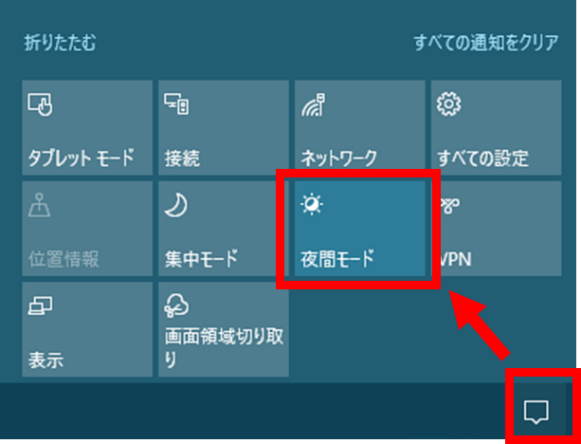 折りたたむ
すべての通知をクリア
タブレット モード
接続
ネットワーク
すべての設定
位置情報
集中モード
夜間モード
VPN
表示
画面領域切り取
り